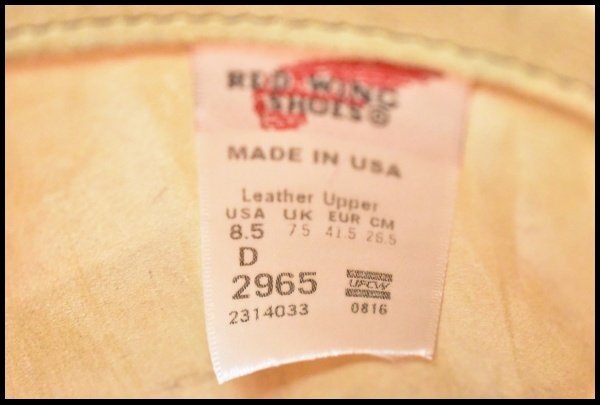 RED WING
SHOES®
MADE IN USA
Leather Upper
USA UK EUR CM
8.5 7.5 41.5 26.5
D
2965 UFCW
2314033 0816